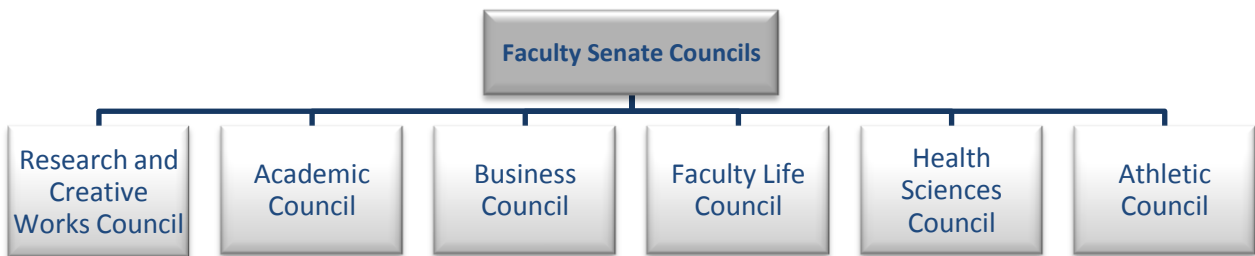 Faculty Senate Councils
Research and
Creative
Works Council
Academic
Council
Business
Council
Faculty Life
Council
Health
Sciences
Council
Athletic
Council